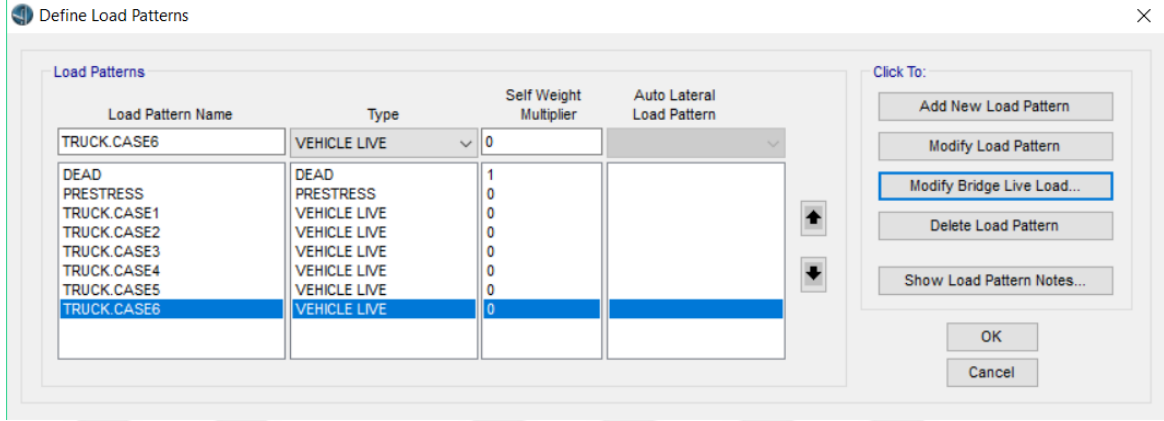 Define Load Patterns
Load Patterns
Click To:
Load Pattern Name Type Self Weight Multiplier Auto Lateral Load Pattern
TRUCK.CASE6 VEHICLE LIVE 0
DEAD DEAD 1
PRESTRESS PRESTRESS 0
TRUCK.CASE1 VEHICLE LIVE 0
TRUCK.CASE2 VEHICLE LIVE 0
TRUCK.CASE3 VEHICLE LIVE 0
TRUCK.CASE4 VEHICLE LIVE 0
TRUCK.CASE5 VEHICLE LIVE 0
TRUCK.CASE6 VEHICLE LIVE 0
Add New Load Pattern
Modify Load Pattern
Modify Bridge Live Load...
Delete Load Pattern
Show Load Pattern Notes...
OK
Cancel